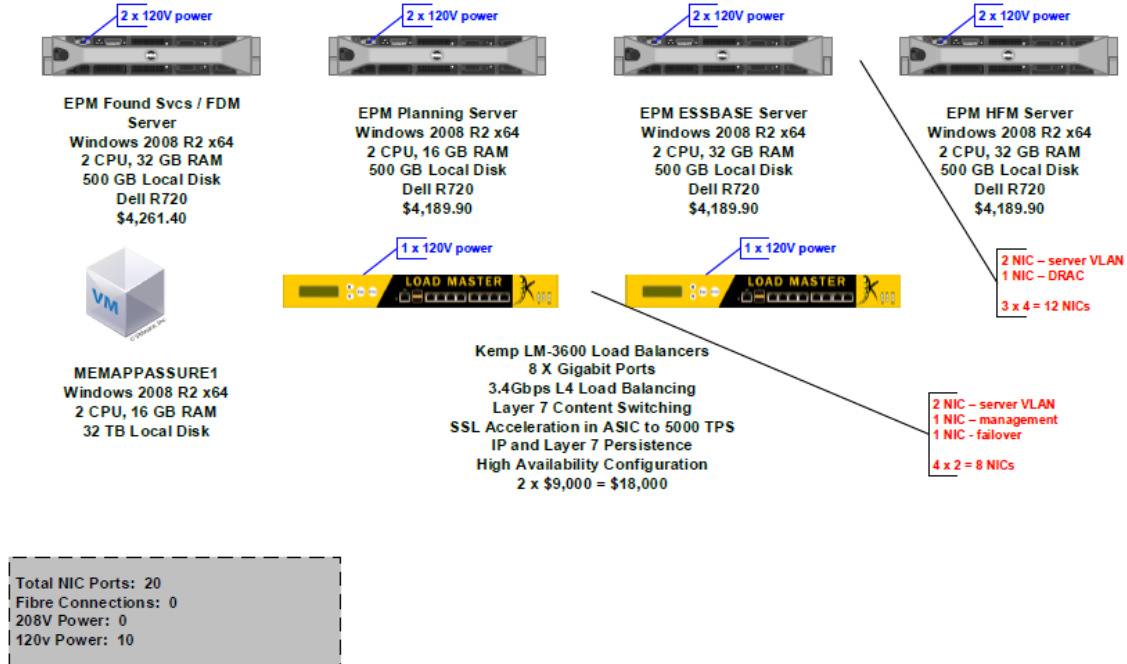 2 x 120V power
2 x 120V power
2 x 120V power
2 x 120V power
EPM Found Svcs / FDM
Server
Windows 2008 R2 x64
2 CPU, 32 GB RAM
500 GB Local Disk
Dell R720
$4,261.40
EPM Planning Server
Windows 2008 R2 x64
2 CPU, 16 GB RAM
500 GB Local Disk
Dell R720
$4,189.90
EPM ESSBASE Server
Windows 2008 R2 x64
2 CPU, 32 GB RAM
500 GB Local Disk
Dell R720
$4,189.90
EPM HFM Server
Windows 2008 R2 x64
2 CPU, 32 GB RAM
500 GB Local Disk
Dell R720
$4,189.90
1 x 120V power
1 x 120V power
2 NIC – server VLAN
1 NIC – DRAC
3 x 4 = 12 NICs
VM
LOAD MASTER
LOAD MASTER
MEMAPPASSURE1
Windows 2008 R2 x64
2 CPU, 16 GB RAM
32 TB Local Disk
Kemp LM-3600 Load Balancers
8 X Gigabit Ports
3.4Gbps L4 Load Balancing
Layer 7 Content Switching
SSL Acceleration in ASIC to 5000 TPS
IP and Layer 7 Persistence
High Availability Configuration
2 x $9,000 = $18,000
2 NIC – server VLAN
1 NIC – management
1 NIC - failover
4 x 2 = 8 NICs
Total NIC Ports: 20
Fibre Connections: 0
208V Power: 0
120v Power: 10